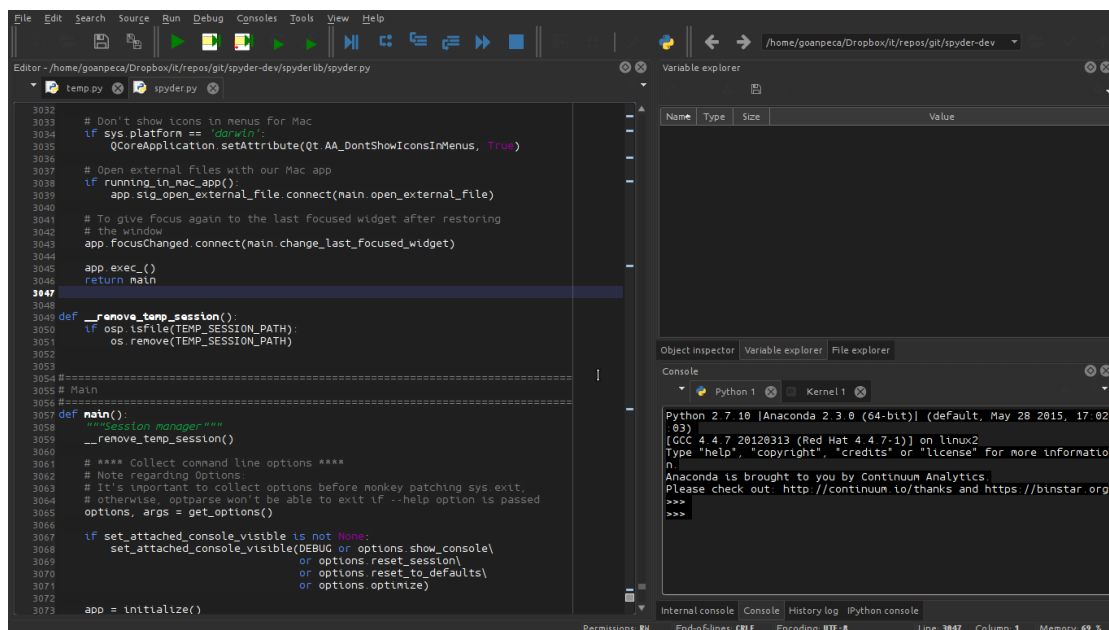 File Edit Search Source Run Debug Consoles Tools View Help
/home/goanpeca/Dropbox/it/repos/git/spyder-dev
Editor - /home/goanpeca/Dropbox/it/repos/git/spyder-dev/spyderlib/spyder.py
temp.py spyder.py
3032
3033 # Don't show icons in menus for Mac
3034 if sys.platform == 'darwin':
3035 QCoreApplication.setAttribute(Qt.AA_DontShowIconsInMenus, True)
3036
3037 # Open external files with our Mac app
3038 if running_in_mac_app():
3039 app.sig_open_external_file.connect(main.open_external_file)
3040
3041 # To give focus again to the last focused widget after restoring
3042 # the window
3043 app.focusChanged.connect(main.change_last_focused_widget)
3044
3045 app.exec_()
3046 return main
3047
3048
3049 def __remove_temp_session():
3050 if osp.isfile(TEMP_SESSION_PATH):
3051 os.remove(TEMP_SESSION_PATH)
3052
3053
3054 #==============================================================================
3055 # Main
3056 #==============================================================================
3057 def main():
3058 """Session manager"""
3059 __remove_temp_session()
3060
3061 # **** Collect command line options ****
3062 # Note regarding Options:
3063 # It's important to collect options before monkey patching sys.exit,
3064 # otherwise, optparse won't be able to exit if --help option is passed
3065 options, args = get_options()
3066
3067 if set_attached_console_visible is not None:
3068 set_attached_console_visible(DEBUG or options.show_console\
3069 or options.reset_session\
3070 or options.reset_to_defaults\
3071 or options.optimize)
3072
3073 app = initialize()
Variable explorer
Name Type Size Value
Object inspector Variable explorer File explorer
Console
Python 1 Kernel 1
Python 2.7.10 |Anaconda 2.3.0 (64-bit)| (default, May 28 2015, 17:02
:03)
[GCC 4.4.7 20120313 (Red Hat 4.4.7-1)] on linux2
Type "help", "copyright", "credits" or "license" for more informatio
n.
Anaconda is brought to you by Continuum Analytics.
Please check out: http://continuum.io/thanks and https://binstar.org
>>>
>>>
Internal console Console History log IPython console
Permissions: RW End-of-lines: CRLF Encoding: UTF-8 Line: 3047 Column: 1 Memory: 69 %